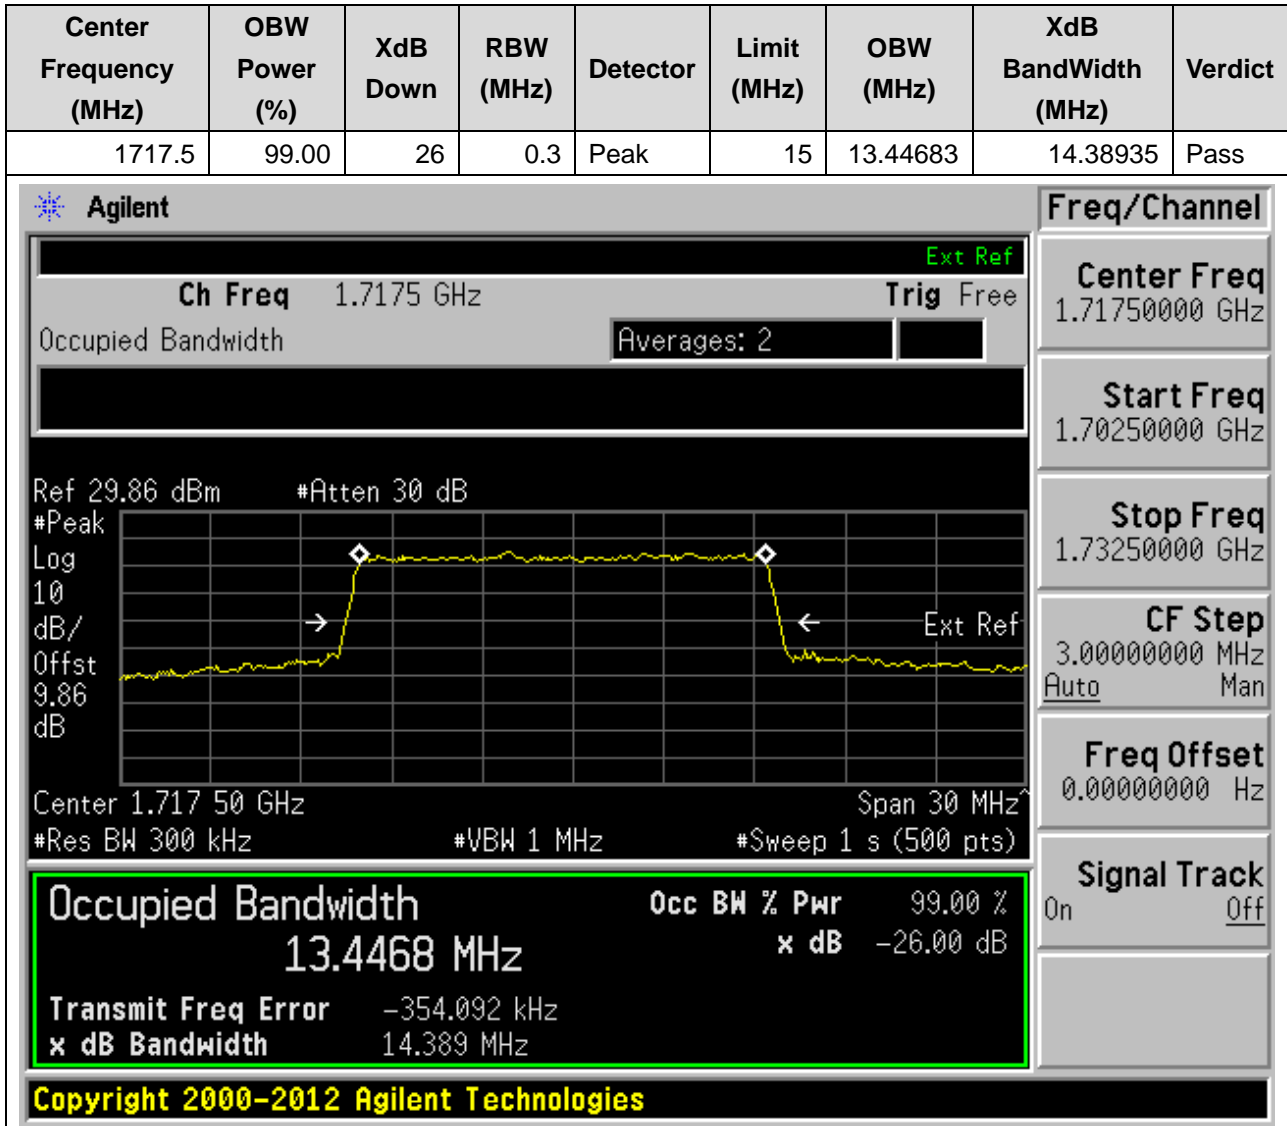 Center Frequency (MHz) OBW Power (%) XdB Down RBW (MHz) Detector Limit (MHz) OBW (MHz) XdB BandWidth (MHz) Verdict
1717.5 99.00 26 0.3 Peak 15 13.44683 14.38935 Pass
Agilent
Freq/Channel
Ext Ref
Ch Freq 1.7175 GHz Trig Free
Occupied Bandwidth Averages: 2
Center Freq
1.71750000 GHz
Start Freq
1.70250000 GHz
Stop Freq
1.73250000 GHz
CF Step
3.00000000 MHz
Auto Man
Freq Offset
0.00000000 Hz
Signal Track
On Off
Ref 29.86 dBm #Atten 30 dB
#Peak
Log
10
dB/
Offst
9.86
dB
Ext Ref
Center 1.717 50 GHz Span 30 MHz^
#Res BW 300 kHz #VBW 1 MHz #Sweep 1 s (500 pts)
Occupied Bandwidth
13.4468 MHz
Occ BW % Pwr 99.00 %
x dB -26.00 dB
Transmit Freq Error -354.092 kHz
x dB Bandwidth 14.389 MHz
Copyright 2000-2012 Agilent Technologies